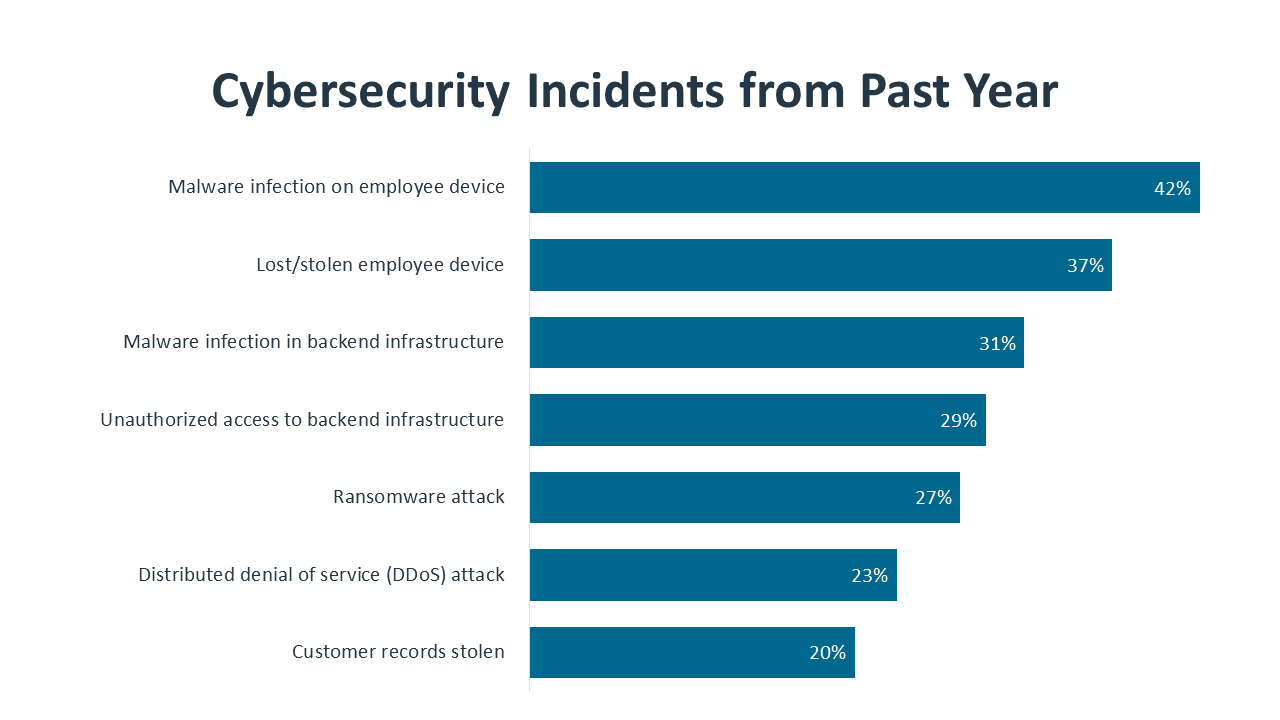 Cybersecurity Incidents from Past Year
Malware infection on employee device 42%
Lost/stolen employee device 37%
Malware infection in backend infrastructure 31%
Unauthorized access to backend infrastructure 29%
Ransomware attack 27%
Distributed denial of service (DDoS) attack 23%
Customer records stolen 20%